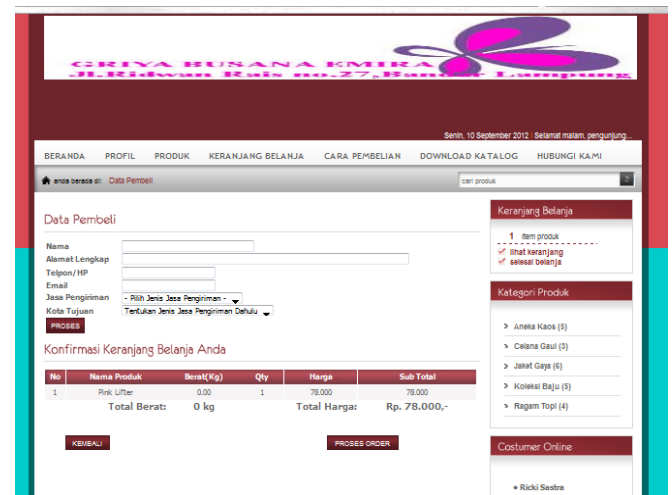 GRIYA BUSANA EMIRA
Jl.Ridwan Rais no.27,Bandar Lampung
Senin, 10 September 2012 | Selamat malam, pengunjung...
BERANDA PROFIL PRODUK KERANJANG BELANJA CARA PEMBELIAN DOWNLOAD KATALOG HUBUNGI KAMI
anda berada di: Data Pembeli
cari produk
Data Pembeli
Nama
Alamat Lengkap
Telpon/HP
Email
Jasa Pengiriman - Pilih Jenis Jasa Pengiriman -
Kota Tujuan Tentukan Jenis Jasa Pengiriman Dahulu
PROSES
Konfirmasi Keranjang Belanja Anda
No Nama Produk Berat(Kg) Qty Harga Sub Total
1 Pink Lifter 0.00 1 78.000 78.000
Total Berat: 0 kg Total Harga: Rp. 78.000,-
KEMBALI PROSES ORDER
Keranjang Belanja
1 Item produk
lihat keranjang
selesai belanja
Kategori Produk
> Aneka Kaos (5)
> Celana Gaul (3)
> Jaket Gaya (6)
> Koleksi Baju (5)
> Ragam Topi (4)
Costumer Online
• Ricki Sastra